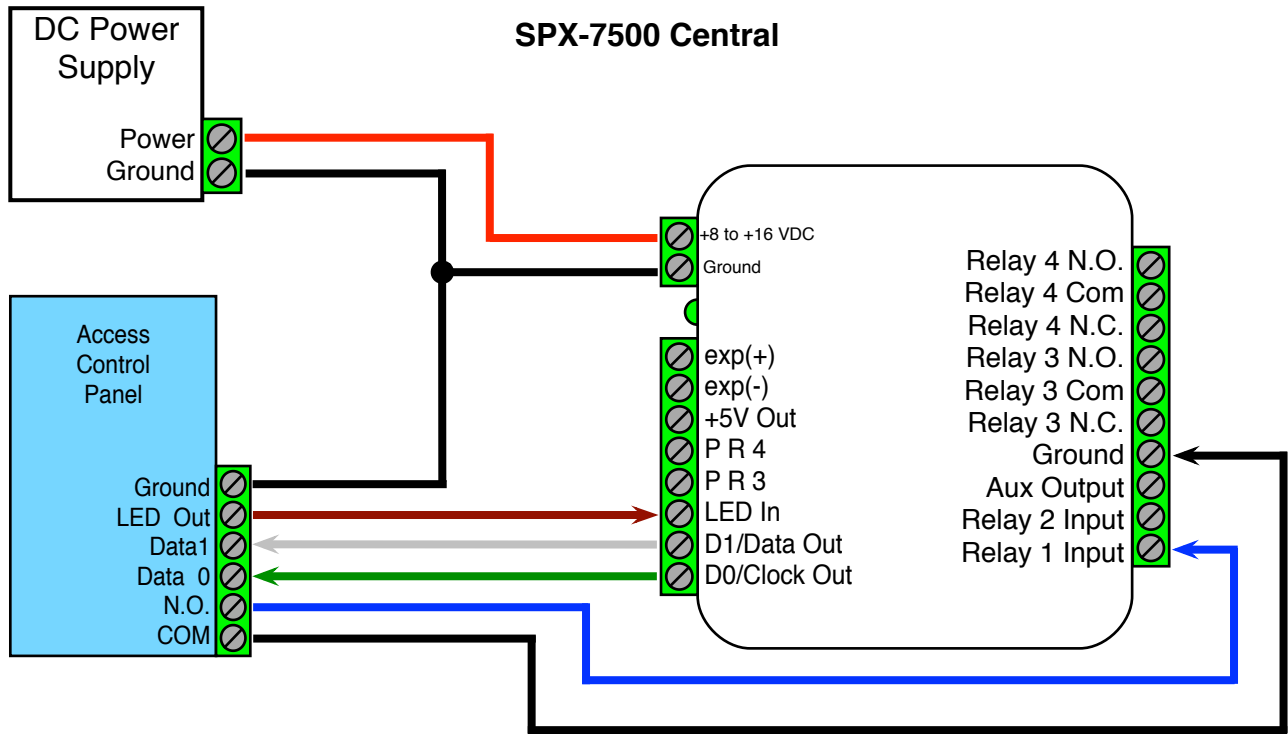 SPX-7500 Central
DC Power
Supply
Power
Ground
+8 to +16 VDC
Ground
Access
Control
Panel
Ground
LED Out
Data1
Data 0
N.O.
COM
exp(+)
exp(-)
+5V Out
P R 4
P R 3
LED In
D1/Data Out
D0/Clock Out
Relay 4 N.O.
Relay 4 Com
Relay 4 N.C.
Relay 3 N.O.
Relay 3 Com
Relay 3 N.C.
Ground
Aux Output
Relay 2 Input
Relay 1 Input